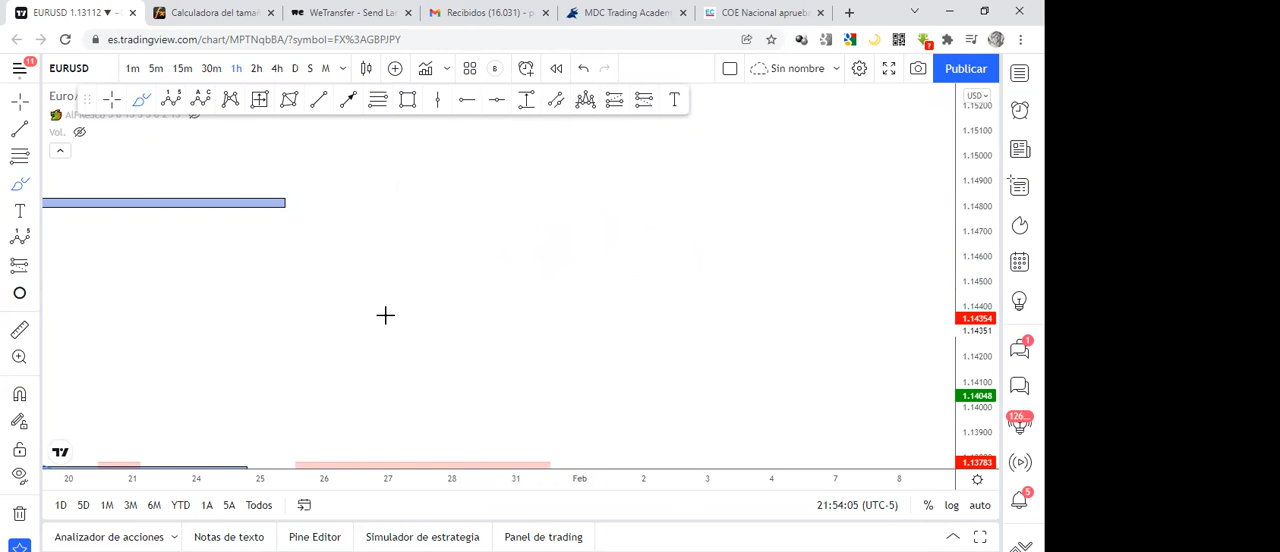 EURUSD 1.13112 ▼
Calculadora del tamañ
WeTransfer - Send La
Recibidos (16.031) - p
MDC Trading Academ
COE Nacional aprueb
es.tradingview.com/chart/MPTNqbBA/?symbol=FX%3AGBPJPY
11
EURUSD
1m 5m 15m 30m h 2h 4h S M
B
Sin nombre
Publicar
?
Euro
USD
Vol.
1.15200
1.15100
1.15000
1.14900
1.14800
1.14700
1.14600
1.14500
1.14400
1.14354
1.14351
1.14200
1.14100
1.14048
1.14000
1.13900
1.13783
1
126...
5
20 21 24 25 26 27 28 31 Feb 2 3 4 7 8
1D 5D 1M 3M 6M YTD 1A 5A Todos
21:54:05 (UTC-5)
% log auto
Analizador de acciones
Notas de texto
Pine Editor
Simulador de estrategia
Panel de trading